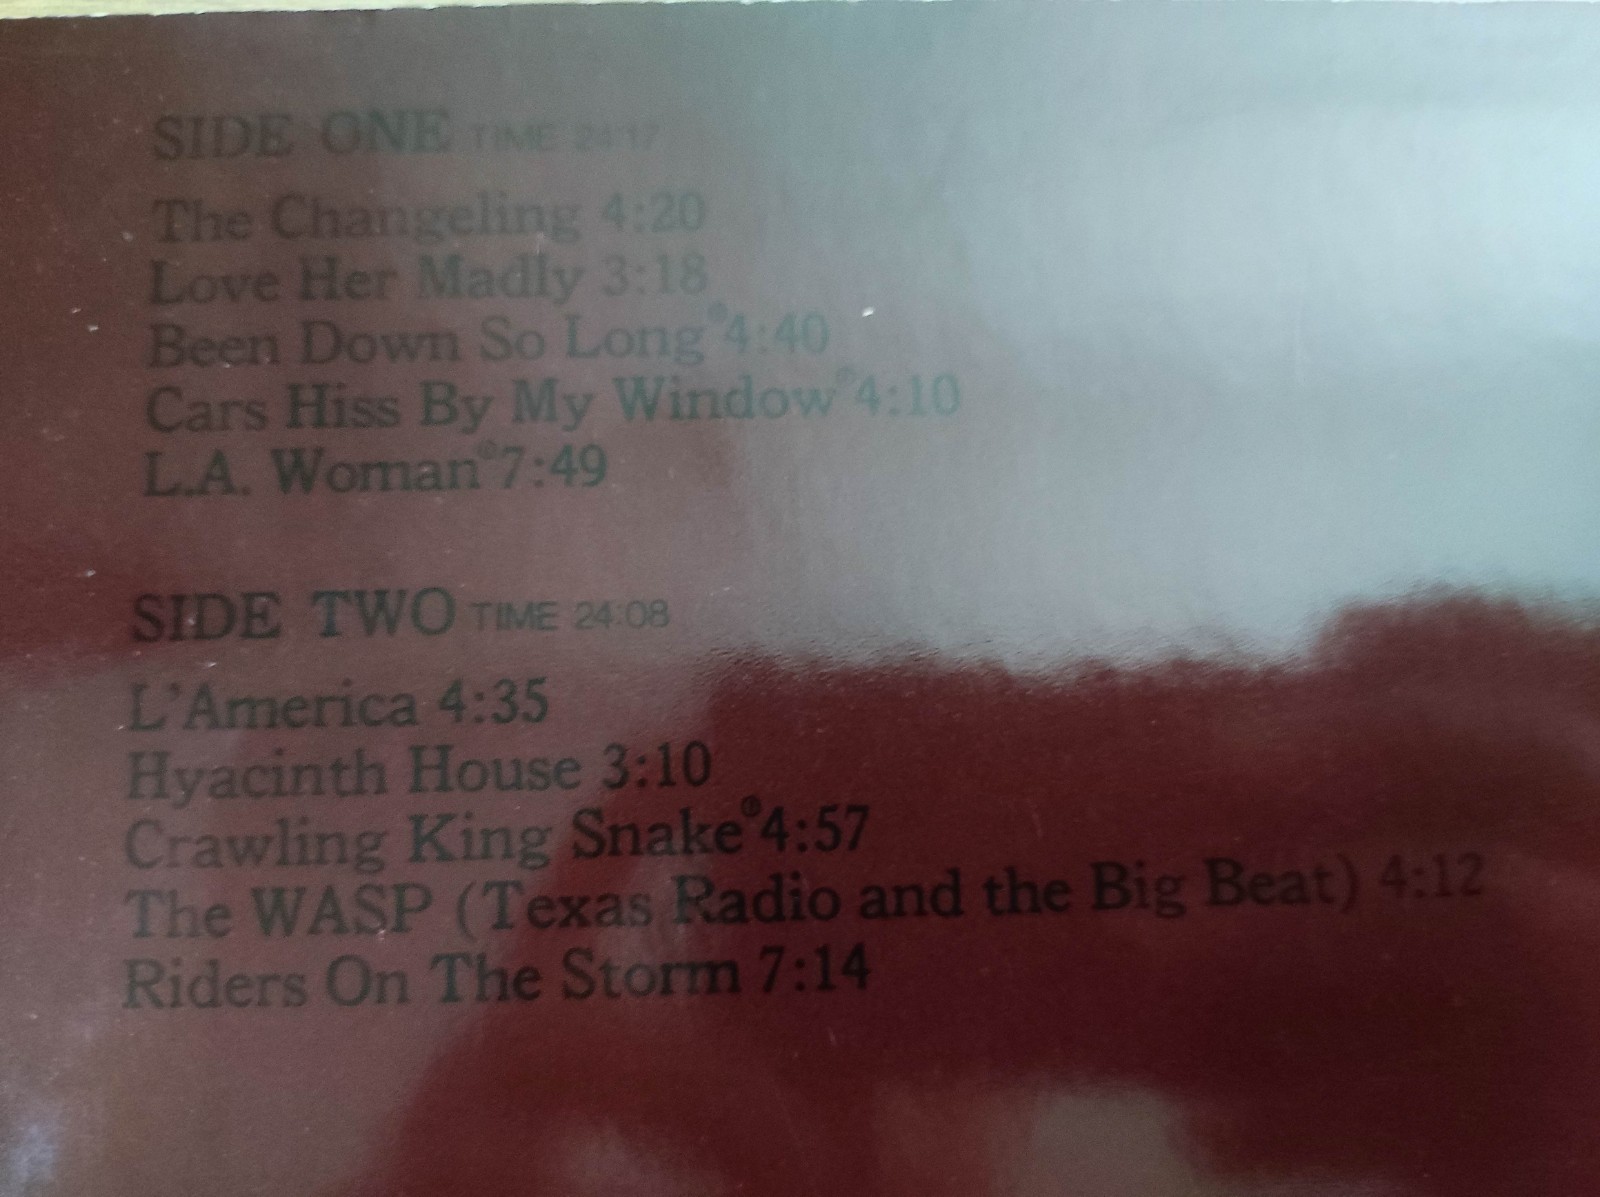 SIDE ONE TIME 24:17
The Changeling 4:20
Love Her Madly 3:18
Been Down So Long® 4:40
Cars Hiss By My Window® 4:10
L.A. Woman® 7:49
SIDE TWO TIME 24:08
L'America 4:35
Hyacinth House 3:10
Crawling King Snake® 4:57
The WASP (Texas Radio and the Big Beat) 4:12
Riders On The Storm 7:14